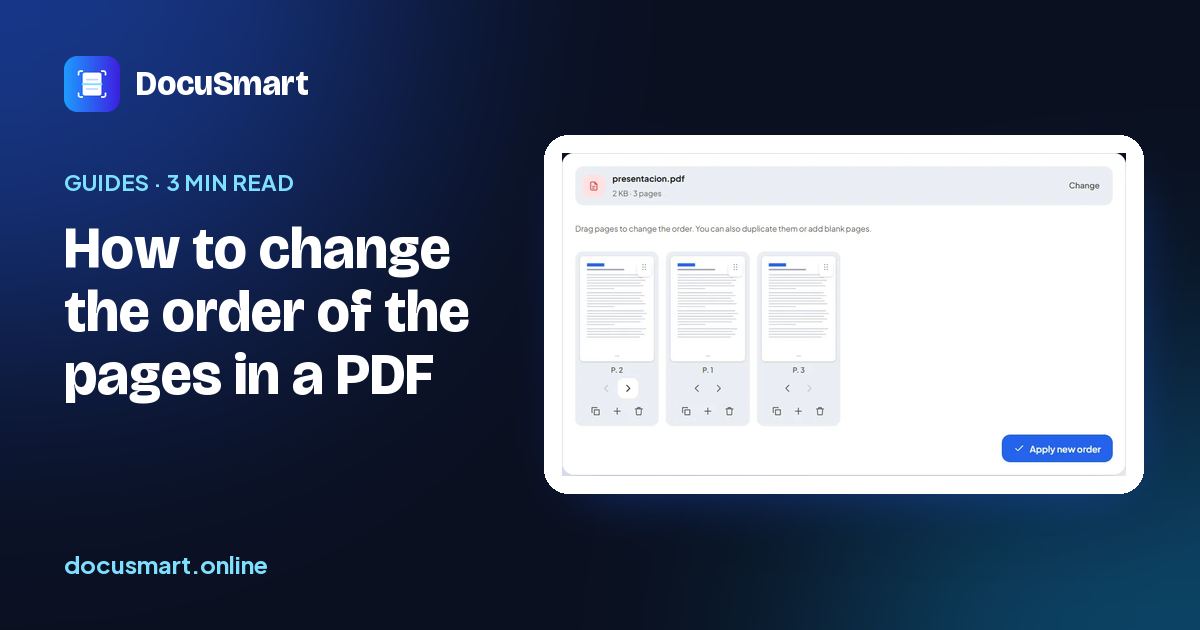 DocuSmart
GUIDES · 3 MIN READ
How to change
the order of the
pages in a PDF
docusmart.online
presentacion.pdf
2 KB · 3 pages
Change
Drag pages to change the order. You can also duplicate them or add blank pages.
P. 2
P. 1
P. 3
Apply new order